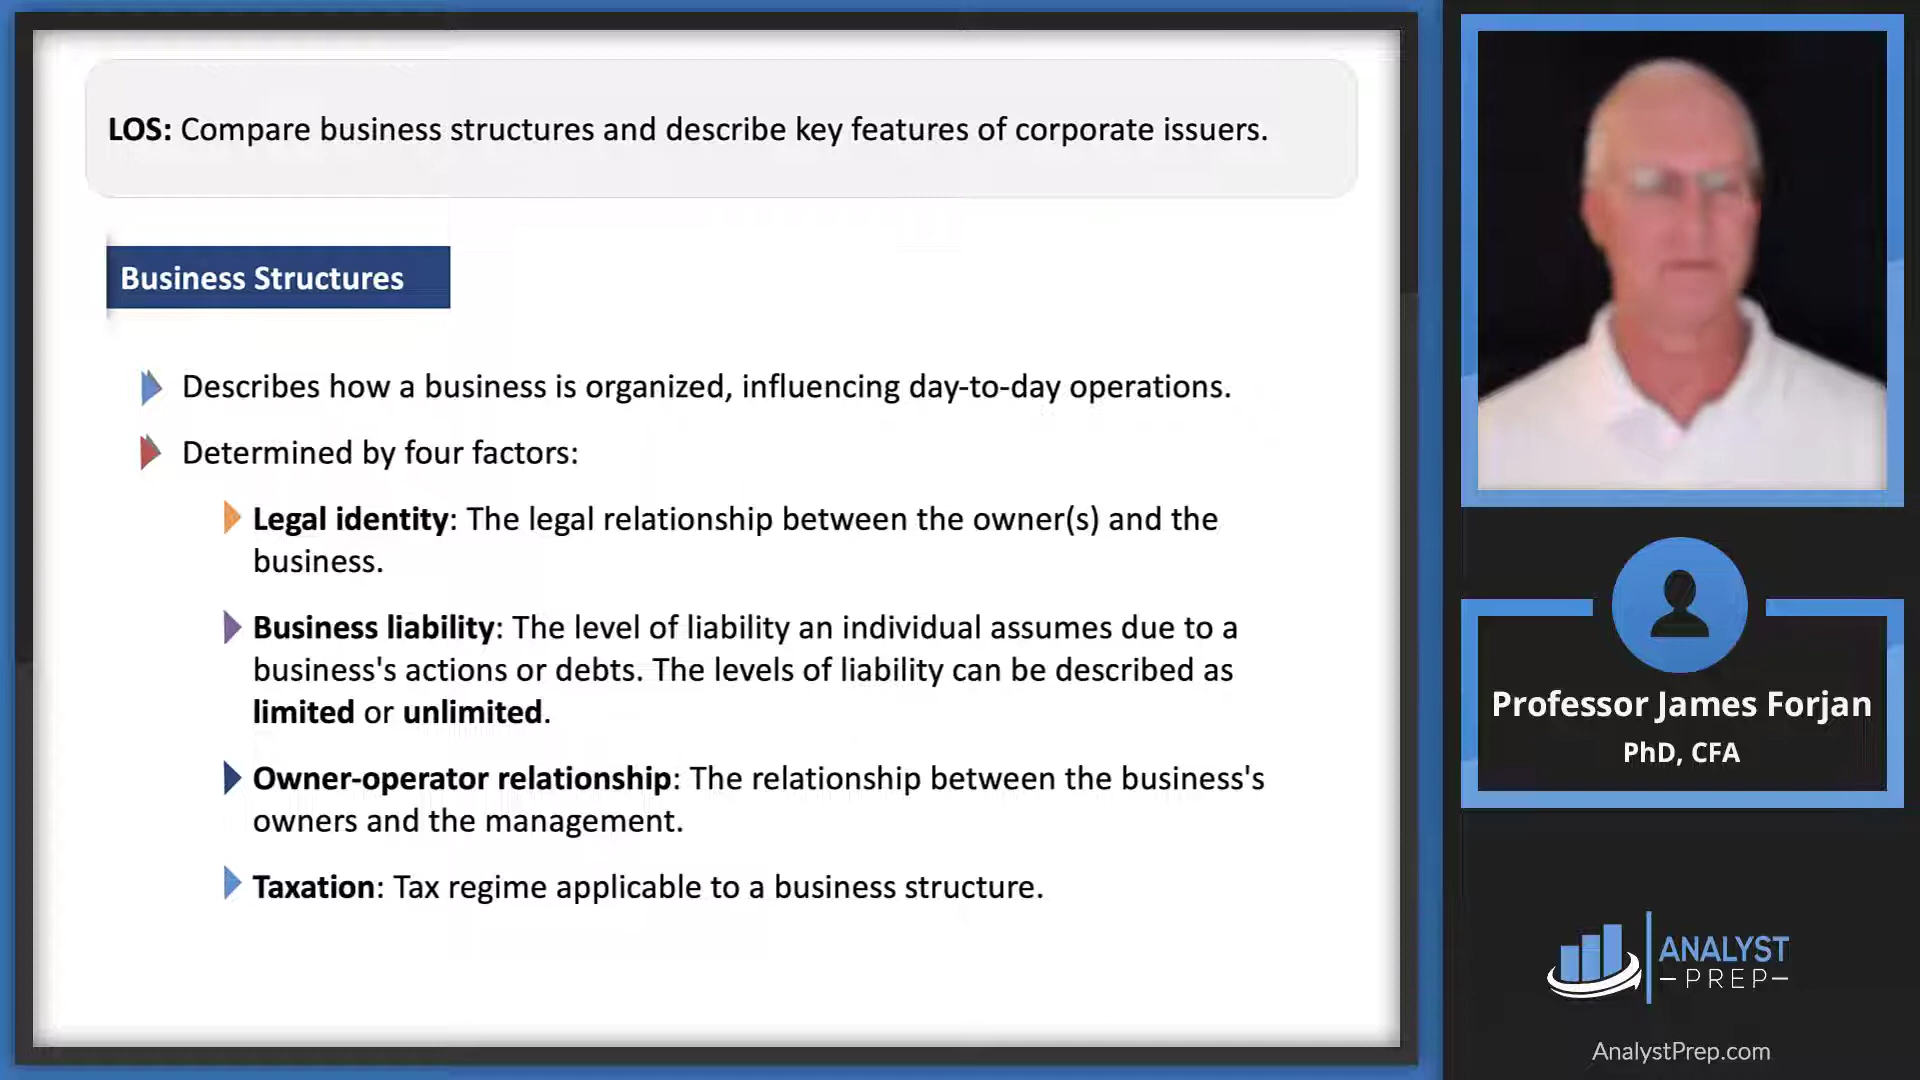 LOS: Compare business structures and describe key features of corporate issuers.
Business Structures
Describes how a business is organized, influencing day-to-day operations.
Determined by four factors:
Legal identity: The legal relationship between the owner(s) and the
business.
Business liability: The level of liability an individual assumes due to a
business's actions or debts. The levels of liability can be described as
limited or unlimited.
Owner-operator relationship: The relationship between the business's
owners and the management.
Taxation: Tax regime applicable to a business structure.
Professor James Forjan
PhD, CFA
ANALYST
PREP
AnalystPrep.com